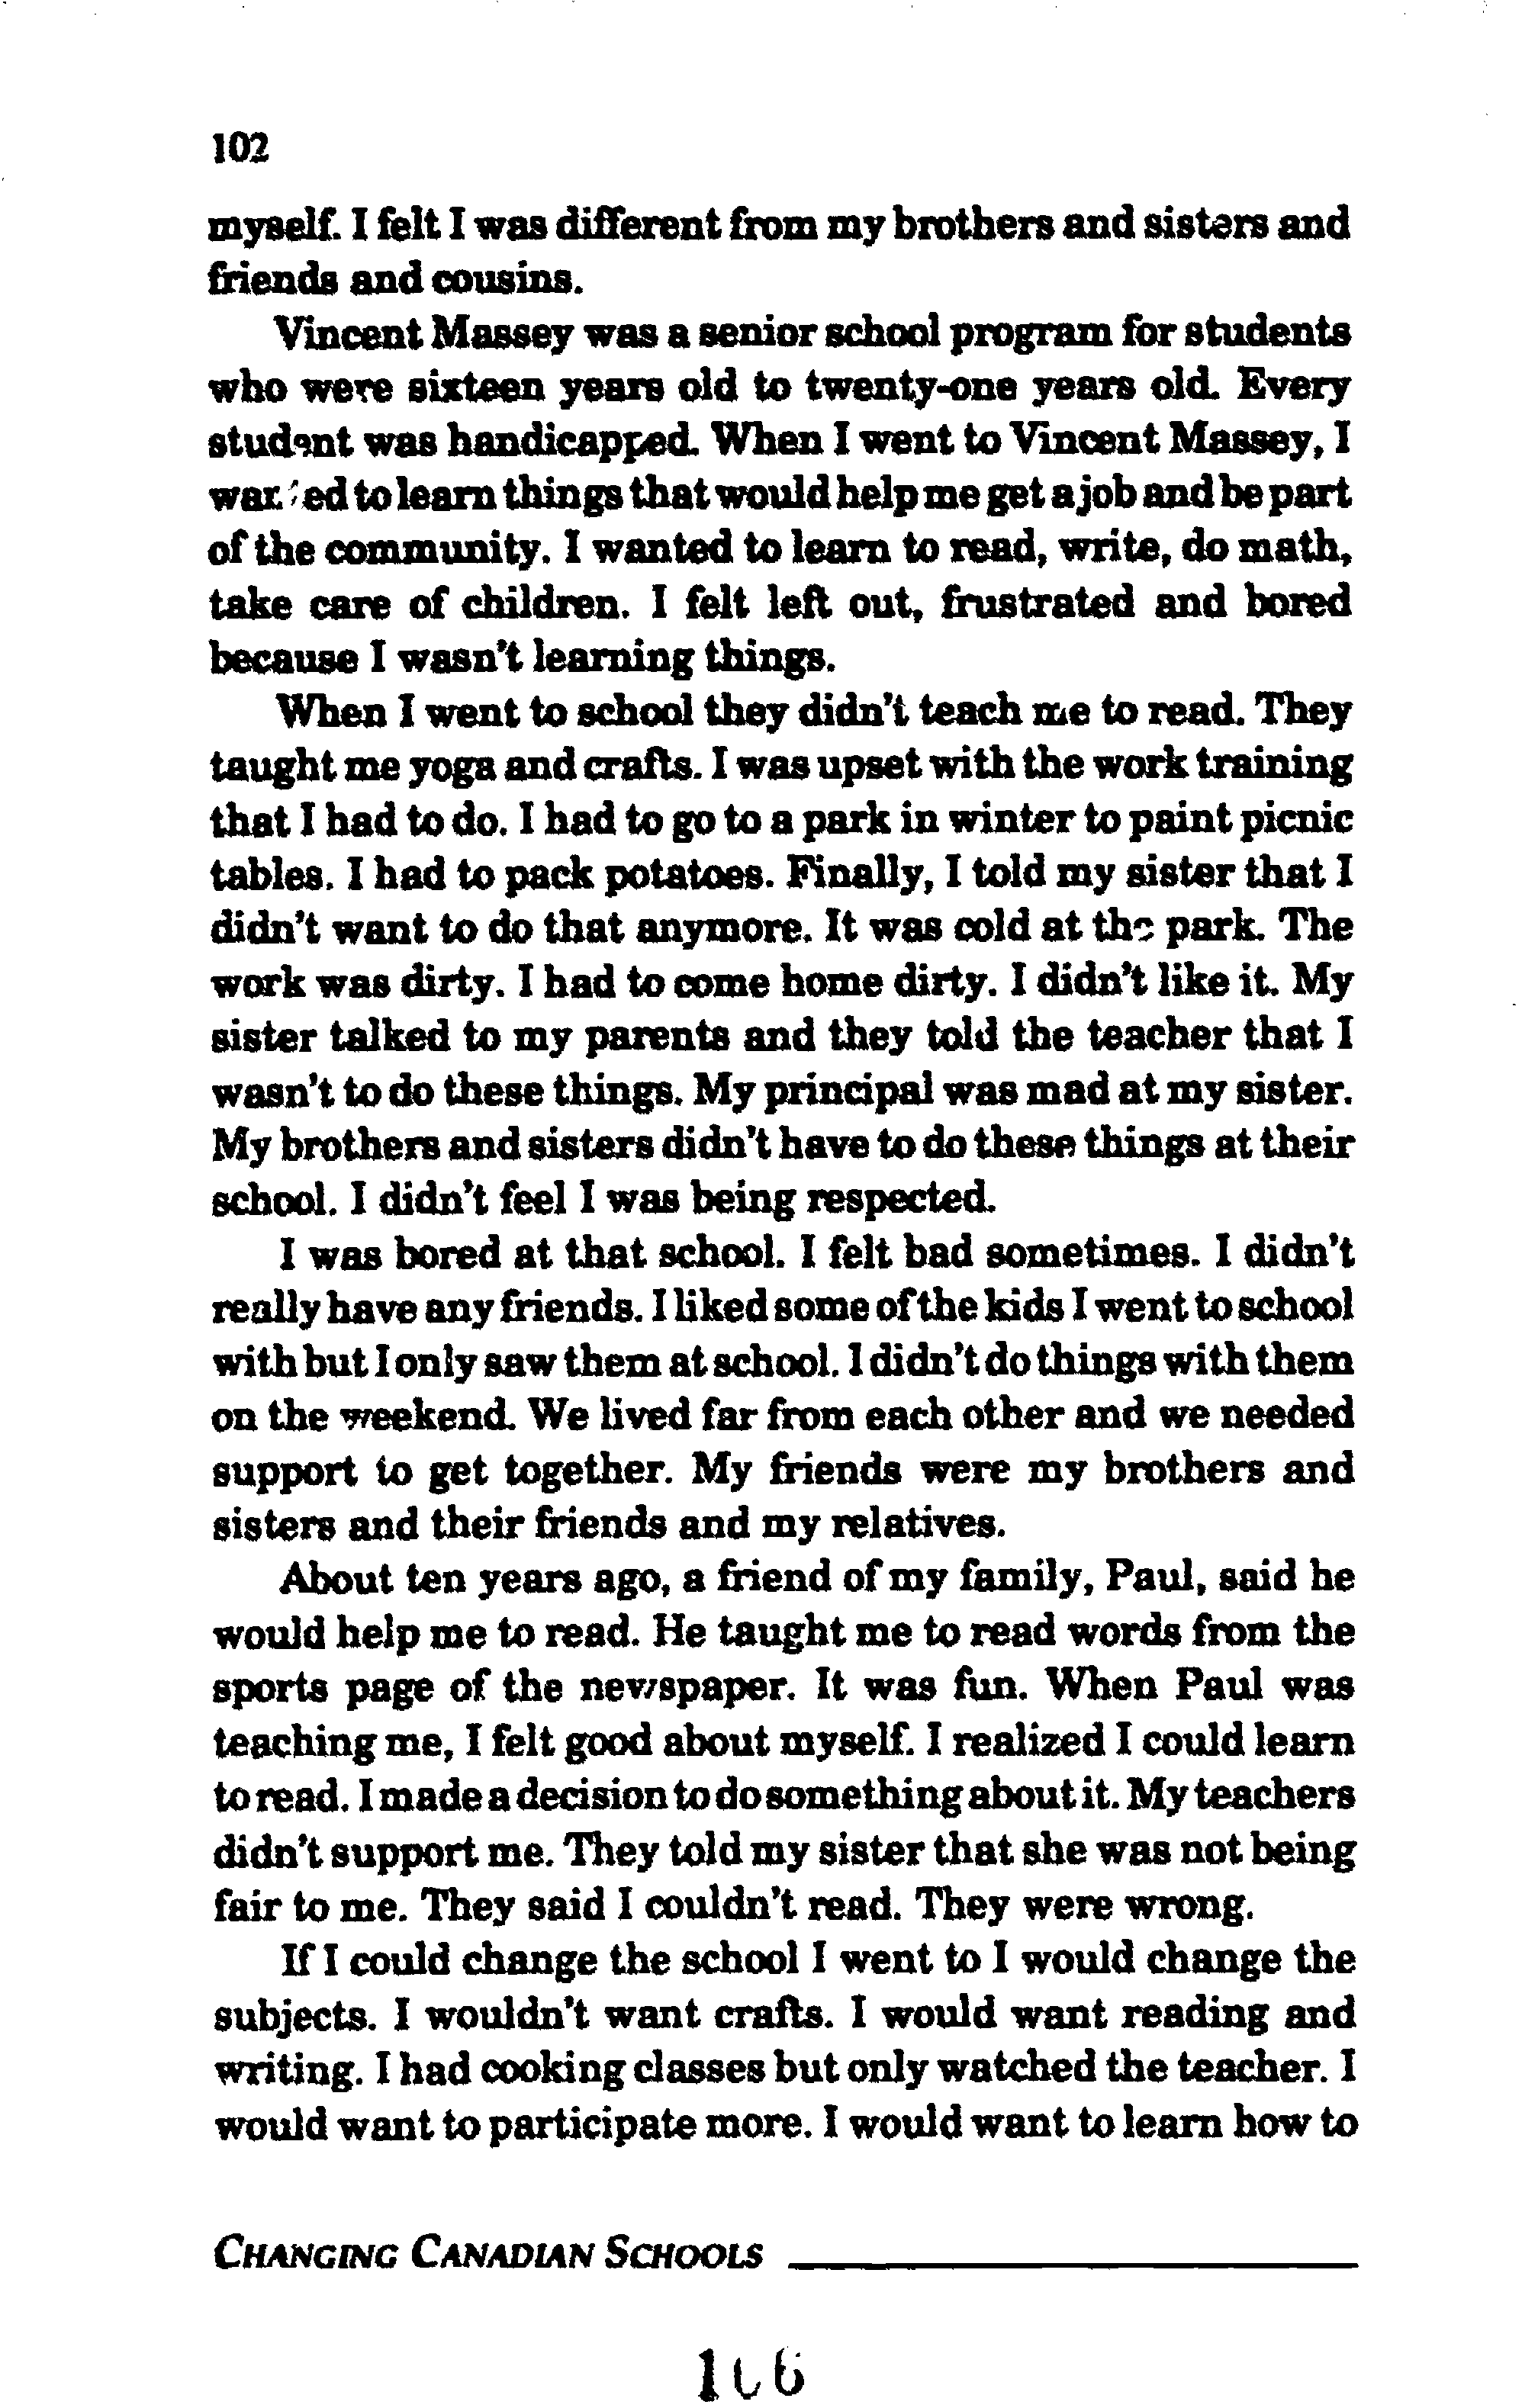 102
myself. I felt I was different from my brothers and sisters and
friends and cousins.
Vincent Massey was a senior school program for students
who were sixteen years old to twenty-one years old. Every
student was handicapped. When I went to Vincent Massey, I
wanted to learn things that would help me get a job and be part
of the community. I wanted to learn to read, write, do math,
take care of children. I felt left out, frustrated and bored
because I wasn't learning things.
When I went to school they didn't teach me to read. They
taught me yoga and crafts. I was upset with the work training
that I had to do. I had to go to a park in winter to paint picnic
tables. I had to pack potatoes. Finally, I told my sister that I
didn't want to do that anymore. It was cold at the park. The
work was dirty. I had to come home dirty. I didn't like it. My
sister talked to my parents and they told the teacher that I
wasn't to do these things. My principal was mad at my sister.
My brothers and sisters didn't have to do these things at their
school. I didn't feel I was being respected.
I was bored at that school. I felt bad sometimes. I didn't
really have any friends. I liked some of the kids I went to school
with but I only saw them at school. I didn't do things with them
on the weekend. We lived far from each other and we needed
support to get together. My friends were my brothers and
sisters and their friends and my relatives.
About ten years ago, a friend of my family, Paul, said he
would help me to read. He taught me to read words from the
sports page of the newspaper. It was fun. When Paul was
teaching me, I felt good about myself. I realized I could learn
to read. I made a decision to do something about it. My teachers
didn't support me. They told my sister that she was not being
fair to me. They said I couldn't read. They were wrong.
If I could change the school I went to I would change the
subjects. I wouldn't want crafts. I would want reading and
writing. I had cooking classes but only watched the teacher. I
would want to participate more. I would want to learn how to
CHANGING CANADIAN SCHOOLS
106